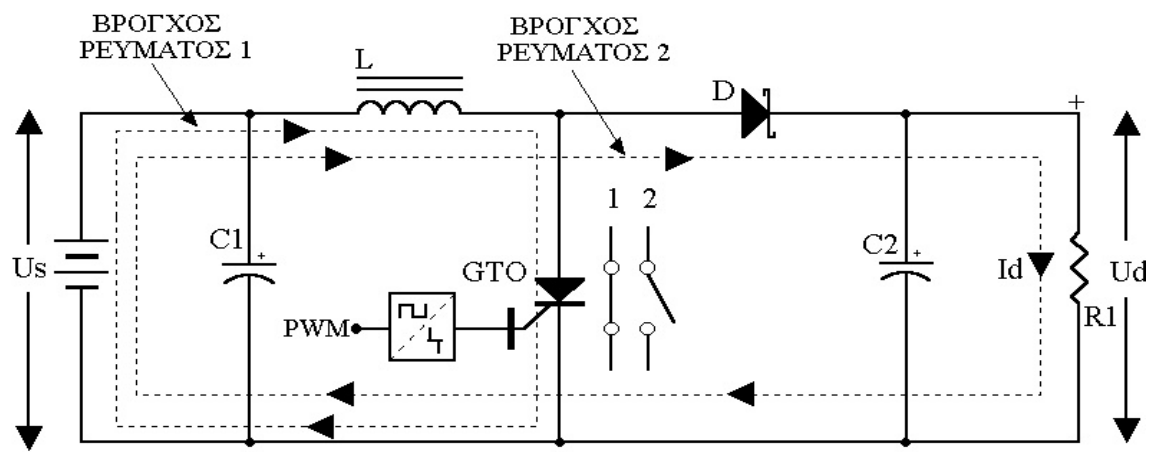 ΒΡΟΓΧΟΣ
ΡΕΥΜΑΤΟΣ 1
ΒΡΟΓΧΟΣ
ΡΕΥΜΑΤΟΣ 2
L
D
+
1 2
C1
+
C2
+
Us
GTO
Id
Ud
R1
PWM